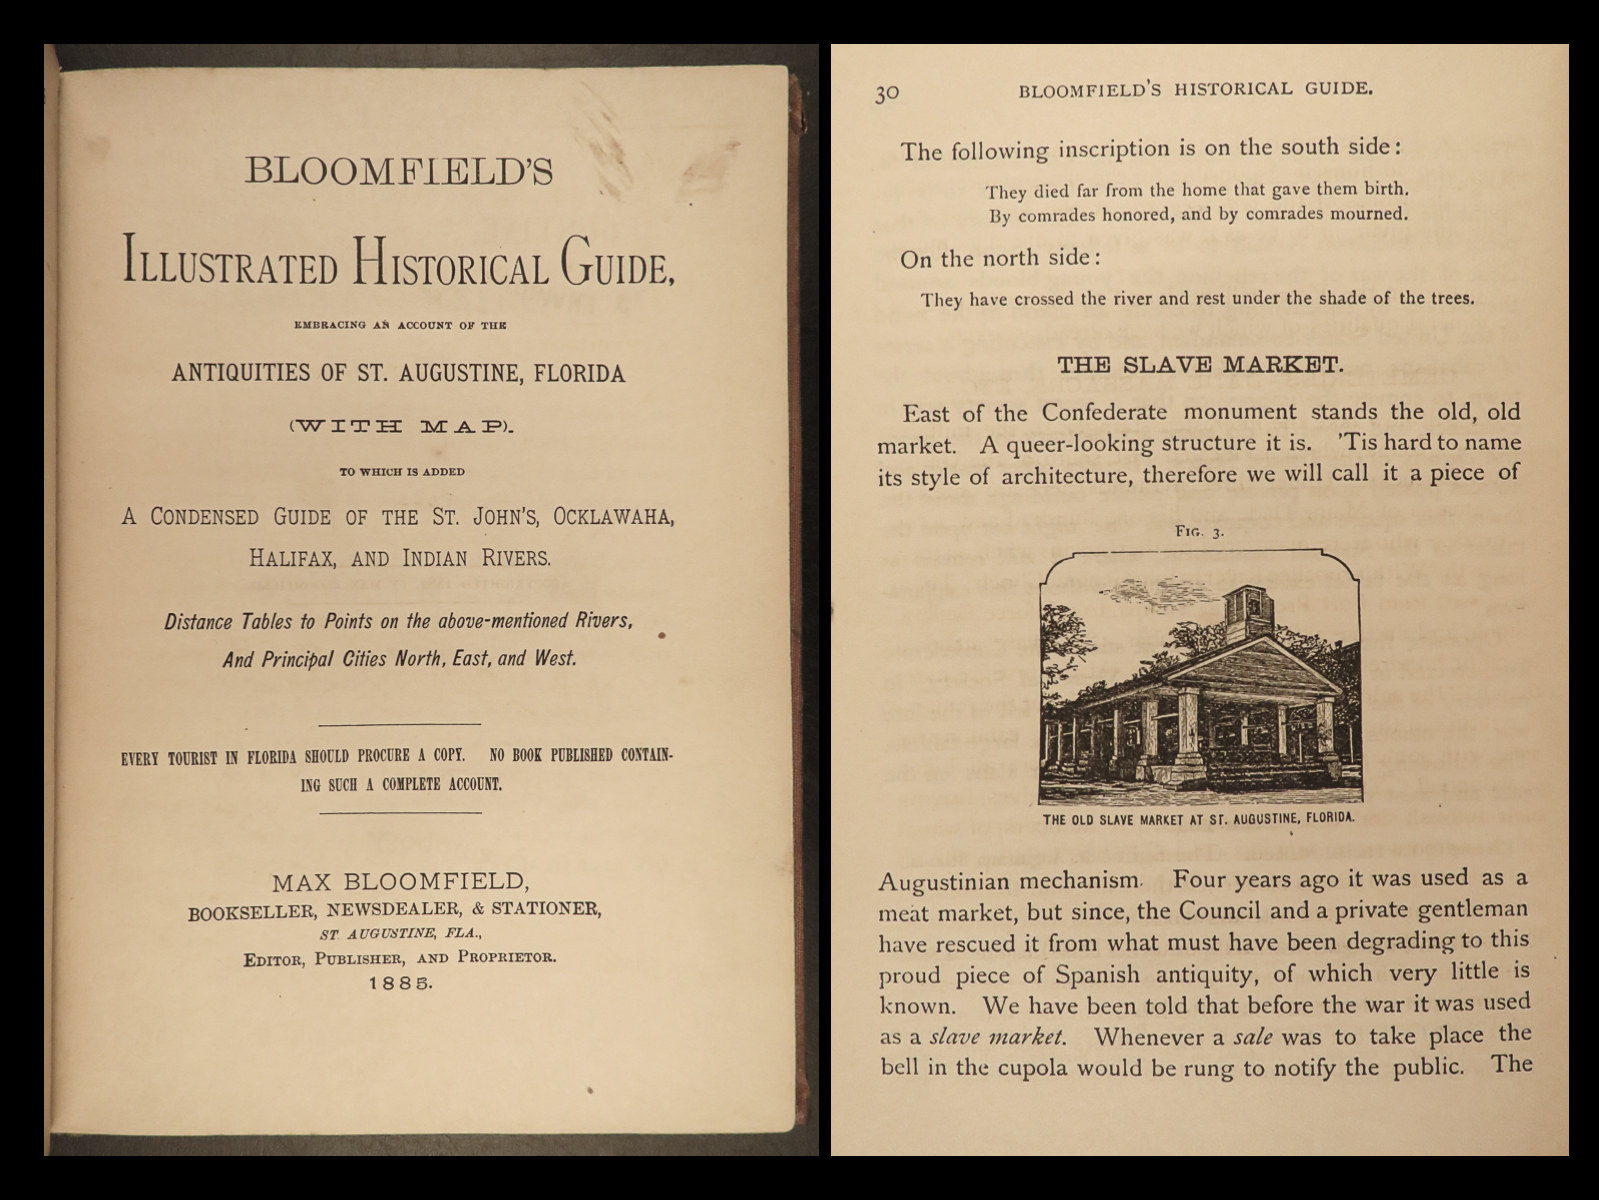 BLOOMFIELD'S
ILLUSTRATED HISTORICAL GUIDE,
EMBRACING AN ACCOUNT OF THE
ANTIQUITIES OF ST. AUGUSTINE, FLORIDA
(WITH MAP).
TO WHICH IS ADDED
A CONDENSED GUIDE OF THE ST. JOHN'S, OCKLAWAHA,
HALIFAX, AND INDIAN RIVERS.
Distance Tables to Points on the above-mentioned Rivers,
And Principal Cities North, East, and West.
EVERY TOURIST IN FLORIDA SHOULD PROCURE A COPY. NO BOOK PUBLISHED CONTAIN-
ING SUCH A COMPLETE ACCOUNT.
MAX BLOOMFIELD,
BOOKSELLER, NEWSDEALER, & STATIONER,
ST AUGUSTINE, FLA.,
EDITOR, PUBLISHER, AND PROPRIETOR.
1885.
30 BLOOMFIELD'S HISTORICAL GUIDE.
The following inscription is on the south side:
They died far from the home that gave them birth.
By comrades honored, and by comrades mourned.
On the north side:
They have crossed the river and rest under the shade of the trees.
THE SLAVE MARKET.
East of the Confederate monument stands the old, old
market. A queer-looking structure it is. 'Tis hard to name
its style of architecture, therefore we will call it a piece of
FIG. 3.
THE OLD SLAVE MARKET AT ST. AUGUSTINE, FLORIDA.
Augustinian mechanism. Four years ago it was used as a
meat market, but since, the Council and a private gentleman
have rescued it from what must have been degrading to this
proud piece of Spanish antiquity, of which very little is
known. We have been told that before the war it was used
as a slave market. Whenever a sale was to take place the
bell in the cupola would be rung to notify the public. The